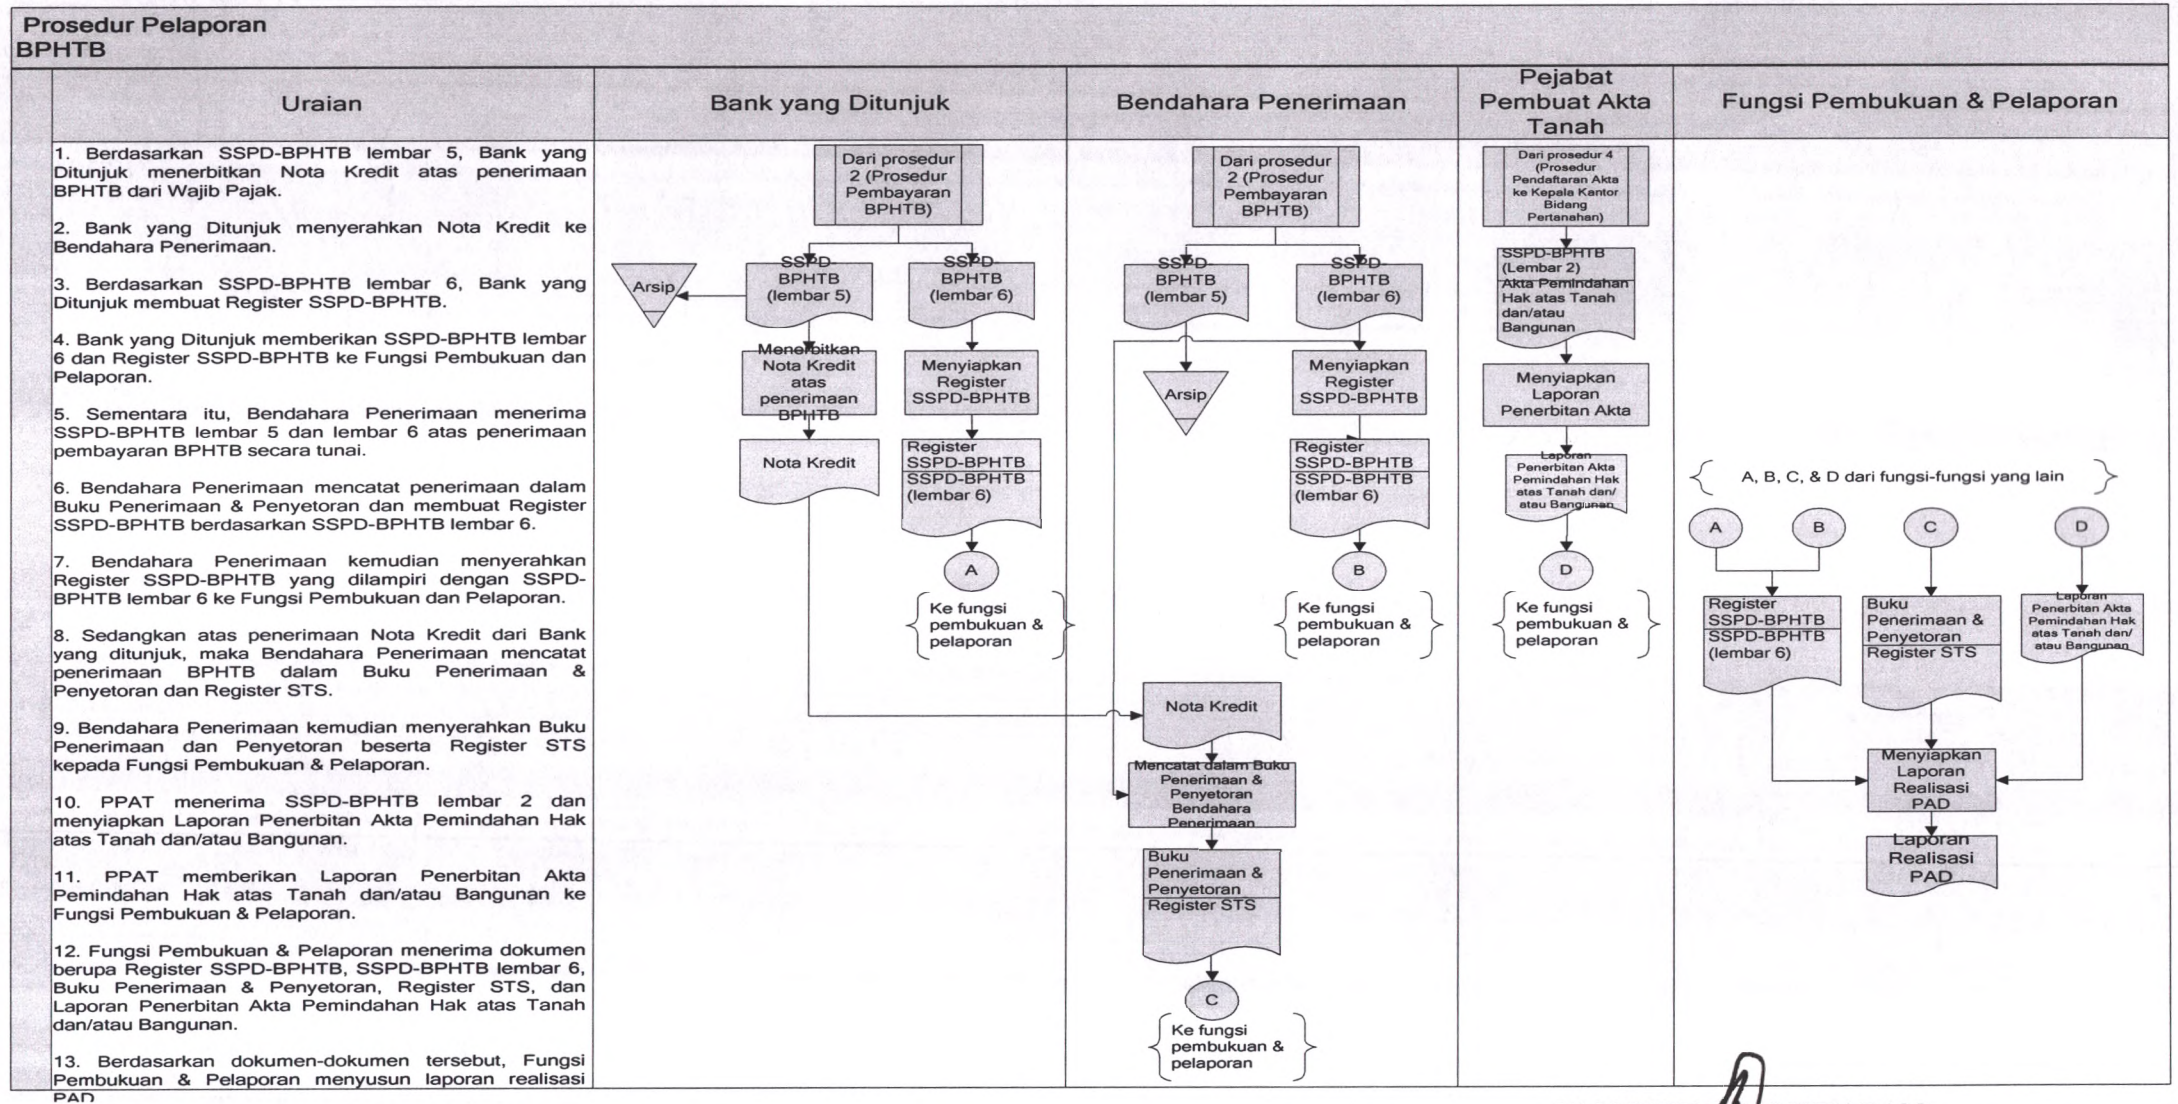 Prosedur Pelaporan
BPHTB
Uraian
Bank yang Ditunjuk
Bendahara Penerimaan
Pejabat
Pembuat Akta
Tanah
Fungsi Pembukuan & Pelaporan
1. Berdasarkan SSPD-BPHTB lembar 5, Bank yang
Ditunjuk menerbitkan Nota Kredit atas penerimaan
BPHTB dari Wajib Pajak.
2. Bank yang Ditunjuk menyerahkan Nota Kredit ke
Bendahara Penerimaan.
3. Berdasarkan SSPD-BPHTB lembar 6, Bank yang
Ditunjuk membuat Register SSPD-BPHTB.
4. Bank yang Ditunjuk memberikan SSPD-BPHTB lembar
6 dan Register SSPD-BPHTB ke Fungsi Pembukuan dan
Pelaporan.
5. Sementara itu, Bendahara Penerimaan menerima
SSPD-BPHTB lembar 5 dan lembar 6 atas penerimaan
pembayaran BPHTB secara tunai.
6. Bendahara Penerimaan mencatat penerimaan dalam
Buku Penerimaan & Penyetoran dan membuat Register
SSPD-BPHTB berdasarkan SSPD-BPHTB lembar 6.
7. Bendahara Penerimaan kemudian menyerahkan
Register SSPD-BPHTB yang dilampiri dengan SSPD-
BPHTB lembar 6 ke Fungsi Pembukuan dan Pelaporan.
8. Sedangkan atas penerimaan Nota Kredit dari Bank
yang ditunjuk, maka Bendahara Penerimaan mencatat
penerimaan BPHTB dalam Buku Penerimaan &
Penyetoran dan Register STS.
9. Bendahara Penerimaan kemudian menyerahkan Buku
Penerimaan dan Penyetoran beserta Register STS
kepada Fungsi Pembukuan & Pelaporan.
10. PPAT menerima SSPD-BPHTB lembar 2 dan
menyiapkan Laporan Penerbitan Akta Pemindahan Hak
atas Tanah dan/atau Bangunan.
11. PPAT memberikan Laporan Penerbitan Akta
Pemindahan Hak atas Tanah dan/atau Bangunan ke
Fungsi Pembukuan & Pelaporan.
12. Fungsi Pembukuan & Pelaporan menerima dokumen
berupa Register SSPD-BPHTB, SSPD-BPHTB lembar 6,
Buku Penerimaan & Penyetoran, Register STS, dan
Laporan Penerbitan Akta Pemindahan Hak atas Tanah
dan/atau Bangunan.
13. Berdasarkan dokumen-dokumen tersebut, Fungsi
Pembukuan & Pelaporan menyusun laporan realisasi
PAD
Dari prosedur
2 (Prosedur
Pembayaran
BPHTB)
Arsip
SSPD-
BPHTB
(lembar 5)
SSPD-
BPHTB
(lembar 6)
Menerbitkan
Nota Kredit
atas
penerimaan
BPHTB
Menyiapkan
Register
SSPD-BPHTB
Nota Kredit
Register
SSPD-BPHTB
SSPD-BPHTB
(lembar 6)
A
Ke fungsi
pembukuan &
pelaporan
Dari prosedur
2 (Prosedur
Pembayaran
BPHTB)
SSPD-
BPHTB
(lembar 5)
SSPD-
BPHTB
(lembar 6)
Arsip
Menyiapkan
Register
SSPD-BPHTB
Register
SSPD-BPHTB
SSPD-BPHTB
(lembar 6)
B
Ke fungsi
pembukuan &
pelaporan
Nota Kredit
Mencatat dalam Buku
Penerimaan &
Penyetoran
Bendahara
Penerimaan
Buku
Penerimaan &
Penyetoran
Register STS
C
Ke fungsi
pembukuan &
pelaporan
Dari prosedur 4
(Prosedur
Pendaftaran Akta
ke Kepala Kantor
Bidang
Pertanahan)
SSPD-BPHTB
(Lembar 2)
Akta Pemindahan
Hak atas Tanah
dan/atau
Bangunan
Menyiapkan
Laporan
Penerbitan Akta
Laporan
Penerbitan Akta
Pemindahan Hak
atas Tanah dan/
atau Bangunan
D
Ke fungsi
pembukuan &
pelaporan
A, B, C, & D dari fungsi-fungsi yang lain
A
B
C
D
Register
SSPD-BPHTB
SSPD-BPHTB
(lembar 6)
Buku
Penerimaan &
Penyetoran
Register STS
Laporan
Penerbitan Akta
Pemindahan Hak
atas Tanah dan/
atau Bangunan
Menyiapkan
Laporan
Realisasi
PAD
Laporan
Realisasi
PAD